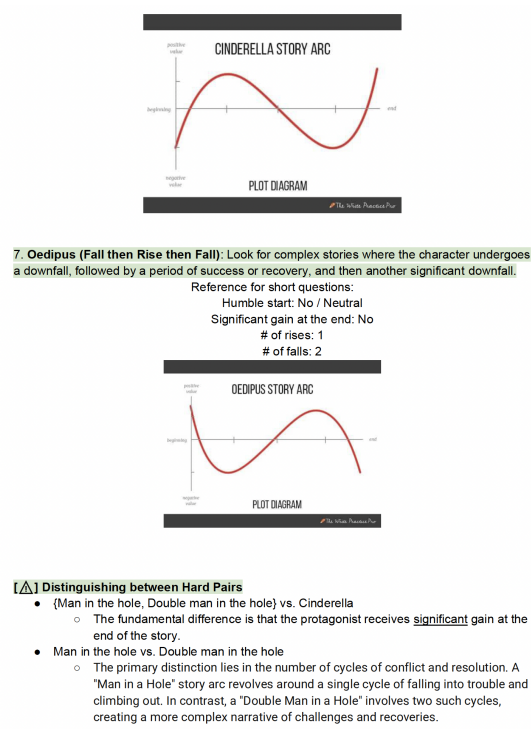 CINDERELLA STORY ARC
positive
value
beginning
end
negative
value
PLOT DIAGRAM
The Write Practice Pro
7. Oedipus (Fall then Rise then Fall): Look for complex stories where the character undergoes
a downfall, followed by a period of success or recovery, and then another significant downfall.
Reference for short questions:
Humble start: No / Neutral
Significant gain at the end: No
# of rises: 1
# of falls: 2
OEDIPUS STORY ARC
positive
value
beginning
end
negative
value
PLOT DIAGRAM
The Write Practice Pro
[⚠] Distinguishing between Hard Pairs
● {Man in the hole, Double man in the hole} vs. Cinderella
○ The fundamental difference is that the protagonist receives significant gain at the
end of the story.
● Man in the hole vs. Double man in the hole
○ The primary distinction lies in the number of cycles of conflict and resolution. A
"Man in a Hole" story arc revolves around a single cycle of falling into trouble and
climbing out. In contrast, a "Double Man in a Hole" involves two such cycles,
creating a more complex narrative of challenges and recoveries.